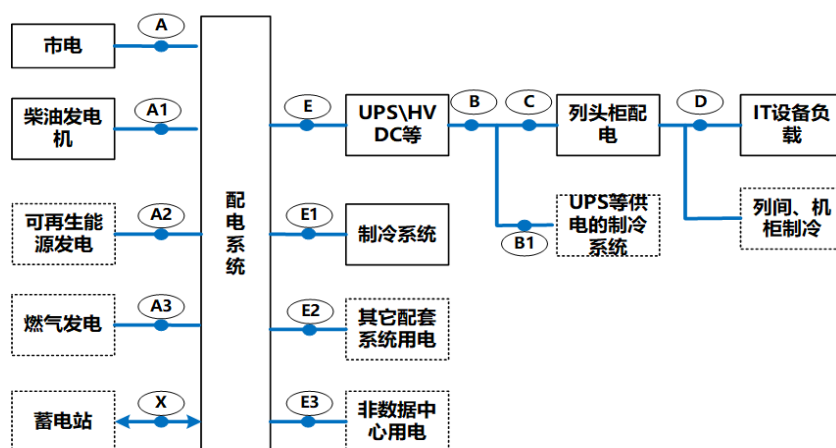 市电
A
柴油发电
机
A1
可再生能
源发电
A2
燃气发电
A3
蓄电站
X
配
电
系
统
E
UPS\HV
DC等
B
C
列头柜配
电
D
IT设备负
载
E1
制冷系统
B1
UPS等供
电的制冷
系统
列间、机
柜制冷
E2
其它配套
系统用电
E3
非数据中
心用电